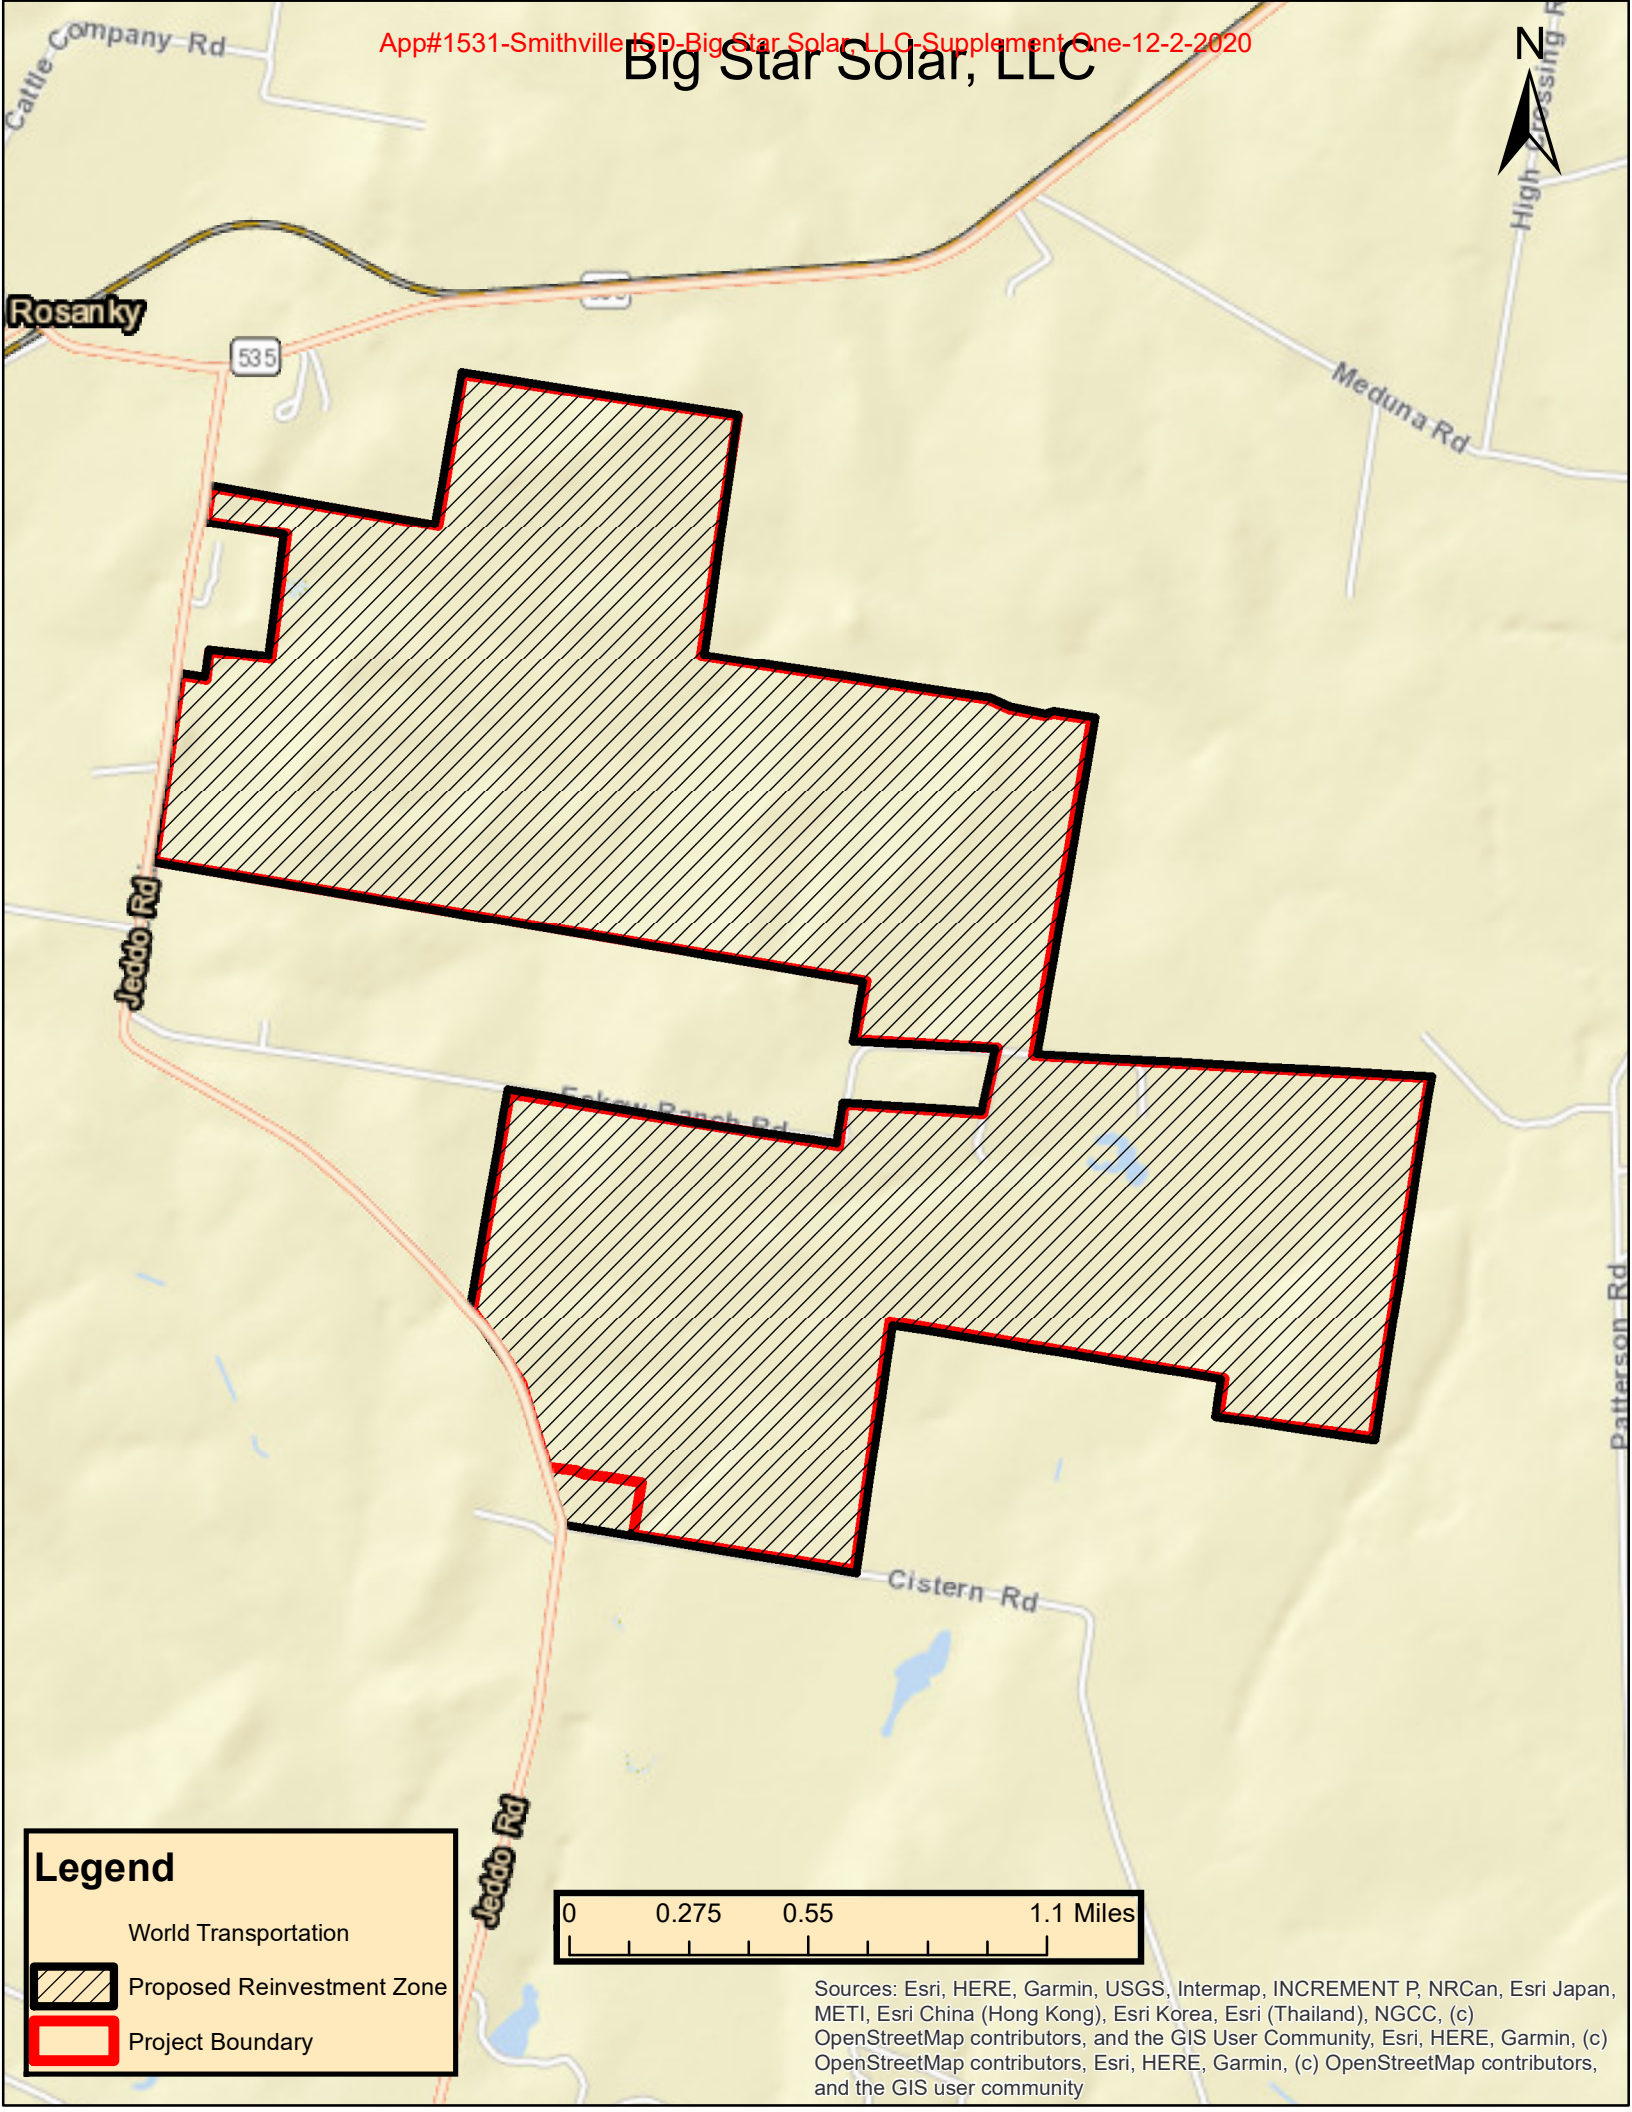 App#1531-Smithville ISD-Big Star Solar, LLC-Supplement One-12-2-2020
Big Star Solar, LLC
N
Cattle Company Rd
High Crossing R
Rosanky
535
Meduna Rd
Jeddo Rd
Eskew Ranch Rd
Patterson Rd
Cistern Rd
Jeddo Rd
Legend
World Transportation
Proposed Reinvestment Zone
Project Boundary
0 0.275 0.55 1.1 Miles
Sources: Esri, HERE, Garmin, USGS, Intermap, INCREMENT P, NRCan, Esri Japan,
METI, Esri China (Hong Kong), Esri Korea, Esri (Thailand), NGCC, (c)
OpenStreetMap contributors, and the GIS User Community, Esri, HERE, Garmin, (c)
OpenStreetMap contributors, Esri, HERE, Garmin, (c) OpenStreetMap contributors,
and the GIS user community